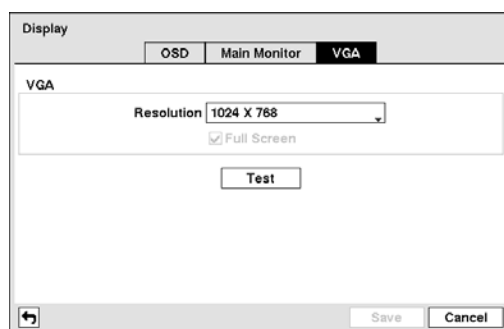 Display
OSD Main Monitor VGA
VGA
Resolution 1024 X 768
Full Screen
Test
Save Cancel